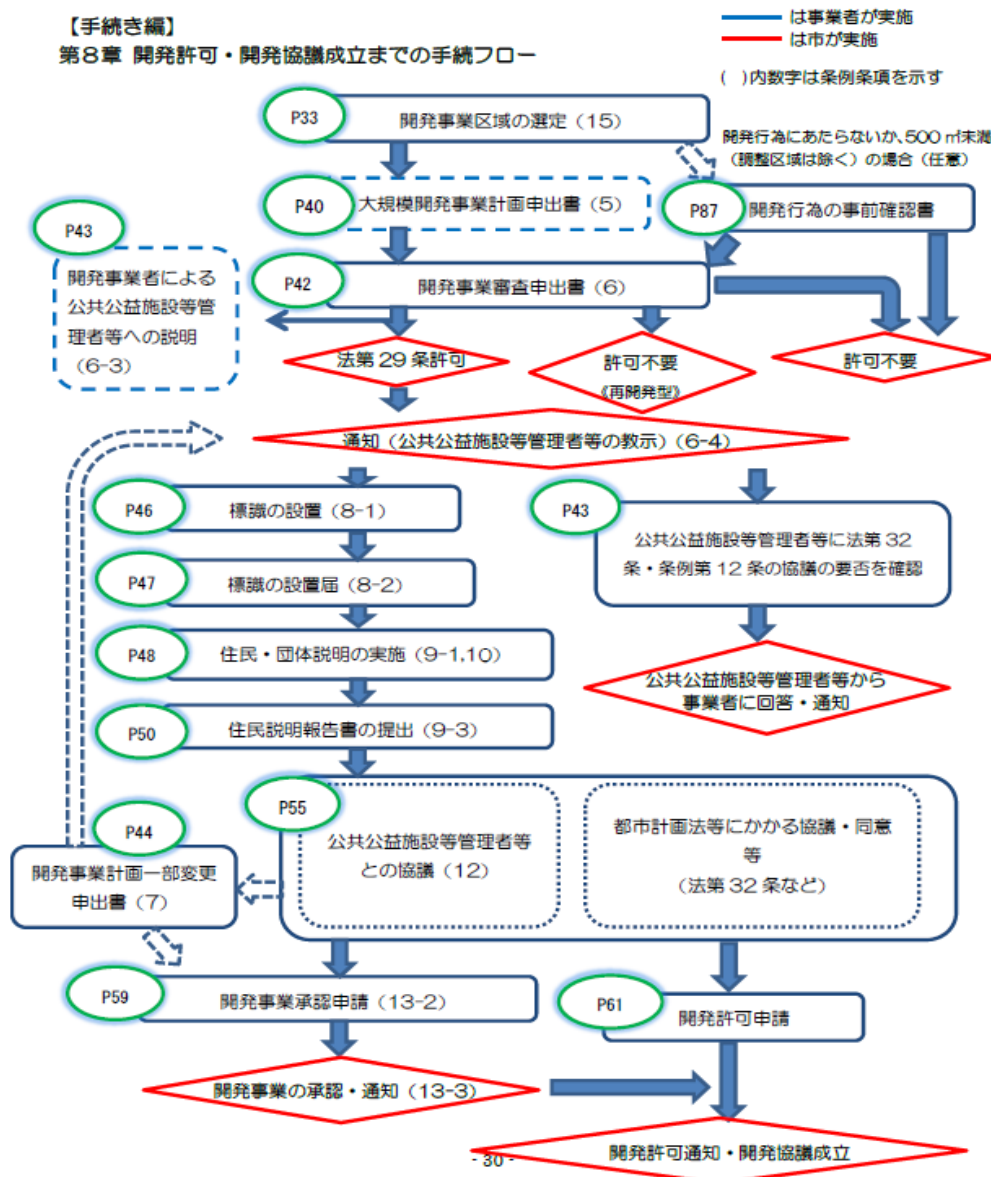 【手続き編】
第8章 開発許可・開発協議成立までの手続フロー
は事業者が実施
は市が実施
( )内数字は条例条項を示す
P33
開発事業区域の選定（15）
開発行為にあたらないか、500 ㎡未満
（調整区域は除く）の場合（任意）
P40
大規模開発事業計画申出書（5）
P87
開発行為の事前確認書
P43
開発事業者による
公共公益施設等管
理者等への説明
（6-3）
P42
開発事業審査申出書（6）
法第 29 条許可
許可不要
《再開発型》
許可不要
通知（公共公益施設等管理者等の教示）（6-4）
P46
標識の設置（8-1）
P43
公共公益施設等管理者等に法第 32
条・条例第 12 条の協議の要否を確認
P47
標識の設置届（8-2）
P48
住民・団体説明の実施（9-1,10）
公共公益施設等管理者等から
事業者に回答・通知
P50
住民説明報告書の提出（9-3）
P55
公共公益施設等管理者等
との協議（12）
都市計画法等にかかる協議・同意
等
（法第 32 条など）
P44
開発事業計画一部変更
申出書（7）
P59
開発事業承認申請（13-2）
P61
開発許可申請
開発事業の承認・通知（13-3）
開発許可通知・開発協議成立
- 30 -